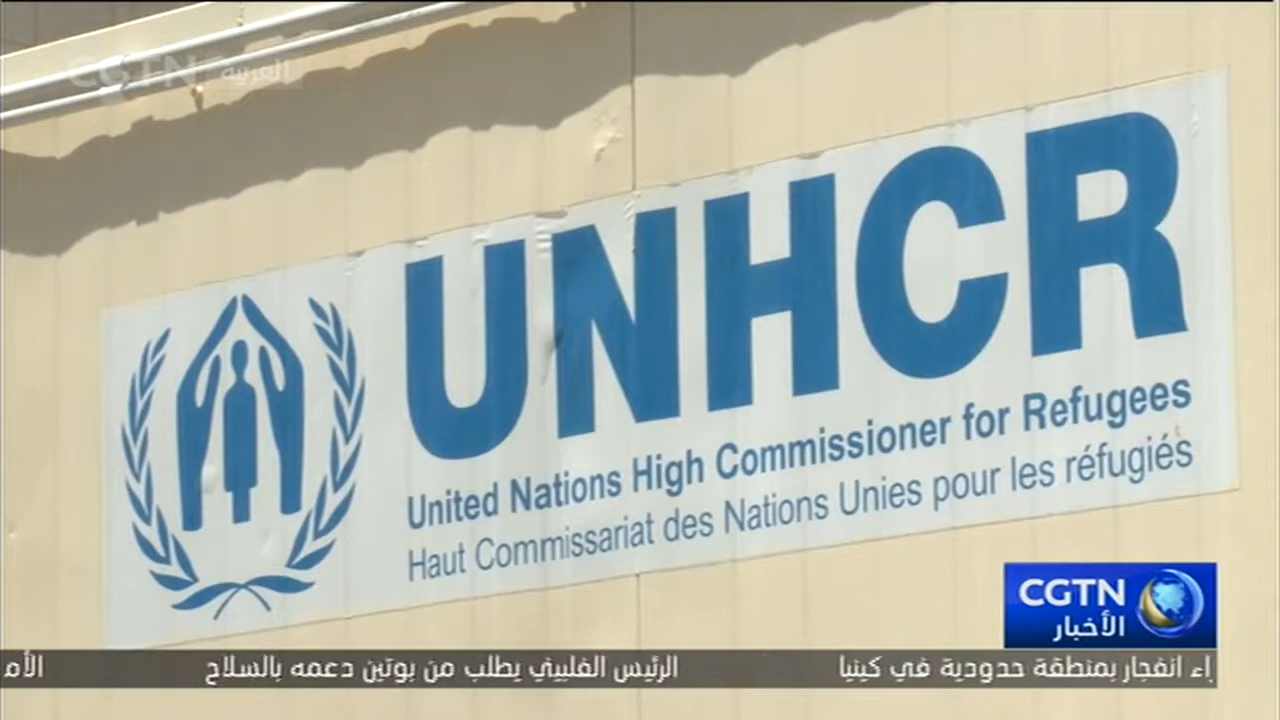 CGTN العربية
UNHCR
United Nations High Commissioner for Refugees
Haut Commissariat des Nations Unies pour les réfugiés
CGTN
الأخبار
انفجار بمنطقة حدودية في كينيا الرئيس الفلبيني يطلب من بوتين دعمه بالسلاح